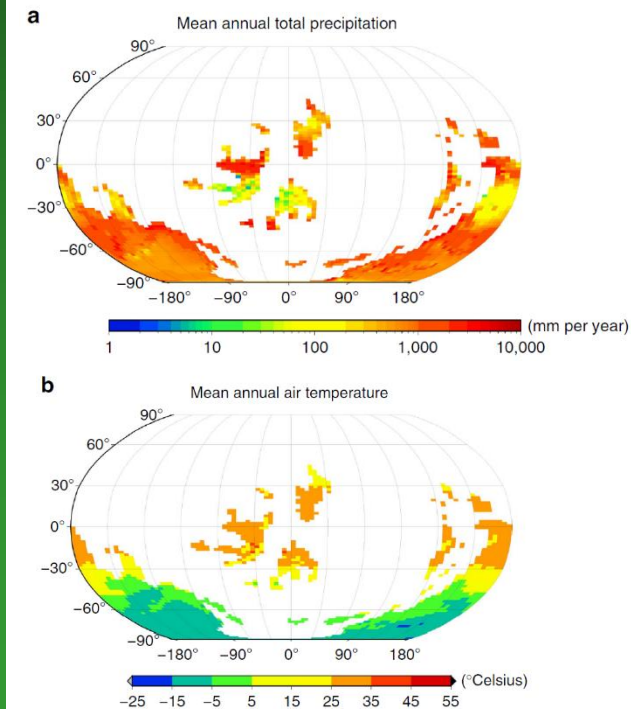 a
Mean annual total precipitation
90°
60°
30°
0°
−30°
−60°
−90°
−180° −90° 0° 90° 180°
(mm per year)
1 10 100 1,000 10,000
b
Mean annual air temperature
90°
60°
30°
0°
−30°
−60°
−90°
−180° −90° 0° 90° 180°
(°Celsius)
−25 −15 −5 5 15 25 35 45 55